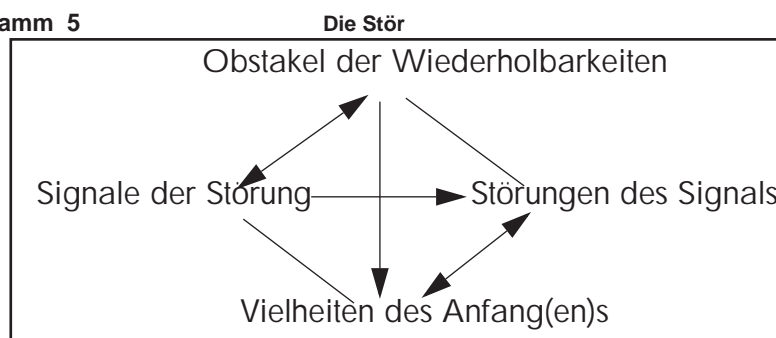 amm 5 Die Stör
Obstakel der Wiederholbarkeiten
Signale der Störung Störungen des Signals
Vielheiten des Anfang(en)s